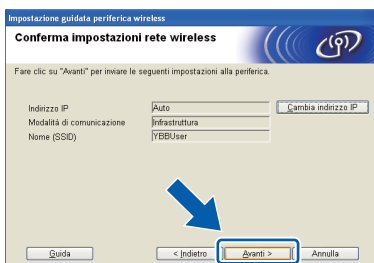 Impostazione guidata periferica wireless
Conferma impostazioni rete wireless
Fare clic su "Avanti" per inviare le seguenti impostazioni alla periferica.
Indirizzo IP Auto Cambia indirizzo IP
Modalità di comunicazione Infrastruttura
Nome (SSID) YBBUser
Guida < Indietro Avanti > Annulla